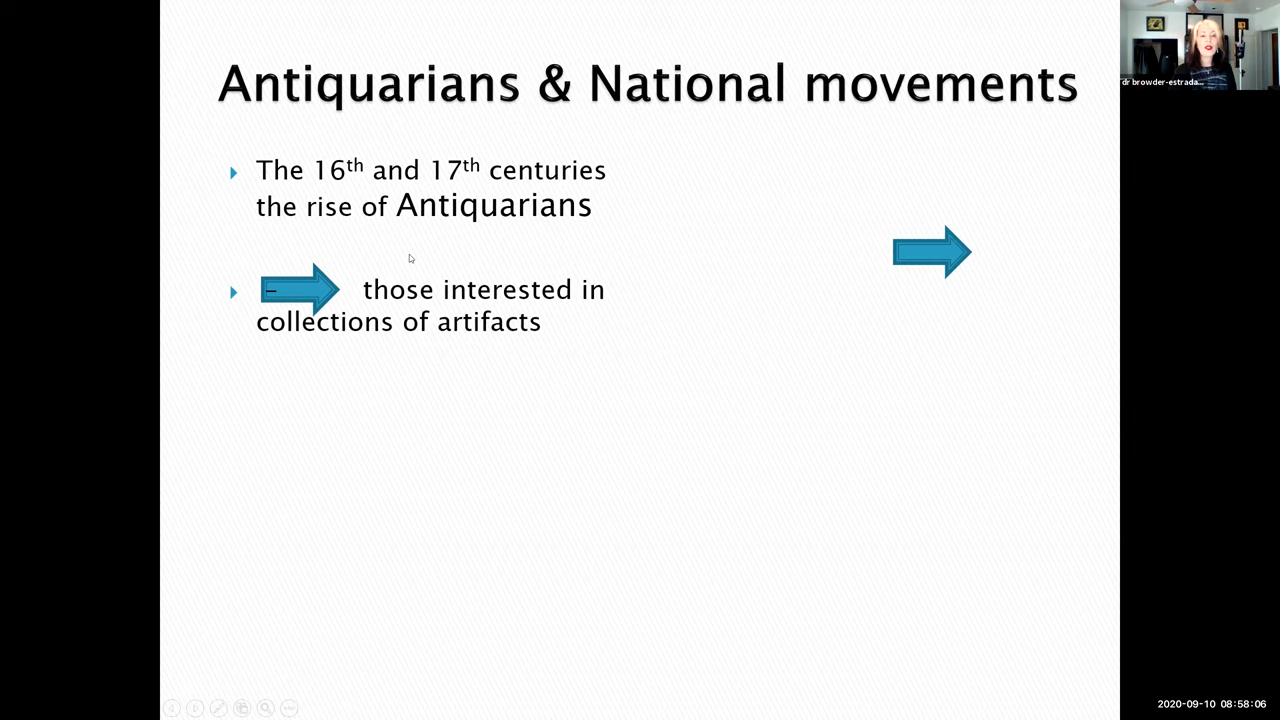 Antiquarians & National movements
dr browder-estrada...
The 16th and 17th centuries
the rise of Antiquarians
– those interested in
collections of artifacts
2020-09-10 08:58:06